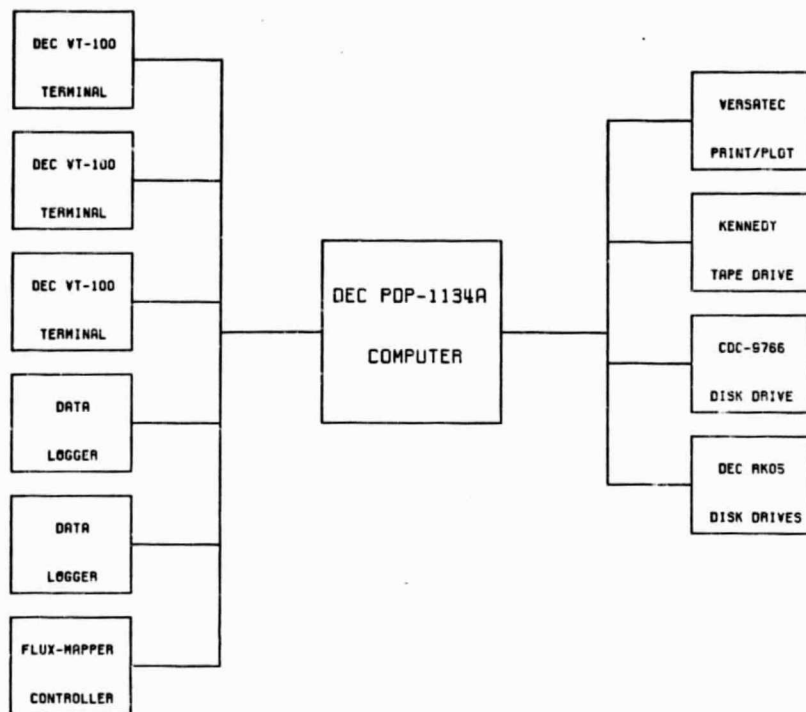 DEC VT-100
TERMINAL
DEC VT-100
TERMINAL
DEC VT-100
TERMINAL
DATA
LOGGER
DATA
LOGGER
FLUX-MAPPER
CONTROLLER
DEC PDP-1134A
COMPUTER
VERSATEC
PRINT/PLOT
KENNEDY
TAPE DRIVE
CDC-9766
DISK DRIVE
DEC RK05
DISK DRIVES